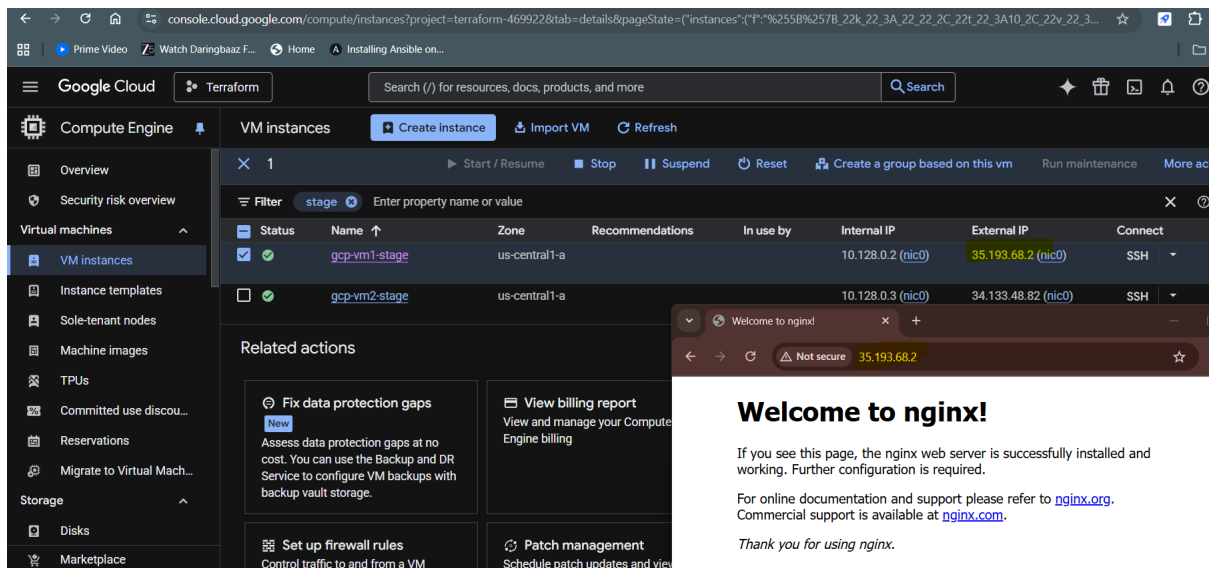 console.cloud.google.com/compute/instances?project=terraform-469922&tab=details&pageState=("instances":("f":"%255B%257B_22k_22_3A_22_22_2C_22t_22_3A10_2C_22v_22_3...
Prime Video Watch Daringbaaz F... Home Installing Ansible on...
Google Cloud Terraform Search (/) for resources, docs, products, and more Search
Compute Engine VM instances Create instance Import VM Refresh
1 Start / Resume Stop Suspend Reset Create a group based on this vm Run maintenance More ac
Overview
Security risk overview
Filter stage Enter property name or value
Virtual machines
Status Name Zone Recommendations In use by Internal IP External IP Connect
VM instances
gcp-vm1-stage us-central1-a 10.128.0.2 (nic0) 35.193.68.2 (nic0) SSH
Instance templates
gcp-vm2-stage us-central1-a 10.128.0.3 (nic0) 34.133.48.82 (nic0) SSH
Sole-tenant nodes
Machine images
TPUs
Committed use discou...
Reservations
Migrate to Virtual Mach...
Storage
Disks
Marketplace
Related actions
Fix data protection gaps
New
Assess data protection gaps at no
cost. You can use the Backup and DR
Service to configure VM backups with
backup vault storage.
View billing report
View and manage your Compute
Engine billing
Set up firewall rules
Control traffic to and from a VM
Patch management
Schedule patch updates and view
Welcome to nginx!
Not secure 35.193.68.2
Welcome to nginx!
If you see this page, the nginx web server is successfully installed and
working. Further configuration is required.
For online documentation and support please refer to nginx.org.
Commercial support is available at nginx.com.
Thank you for using nginx.